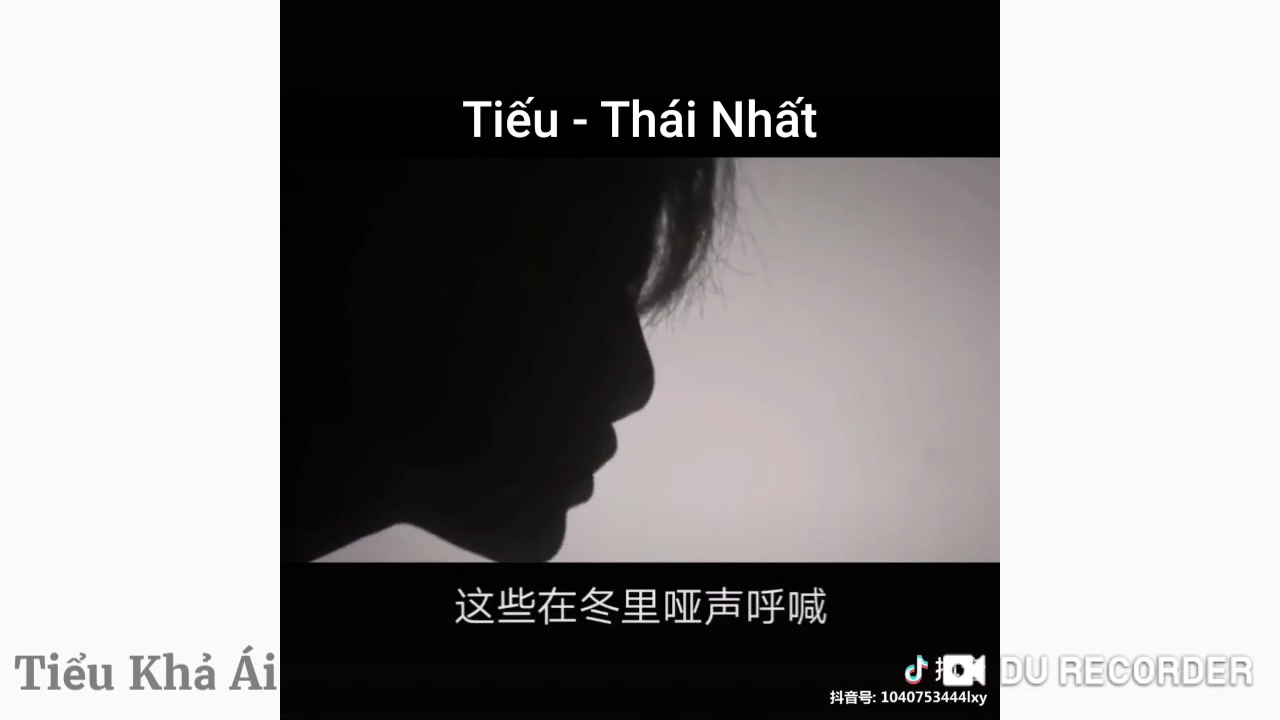 Tiếu - Thái Nhất
这些在冬里哑声呼喊
Tiểu Khả Ái
DU RECORDER
抖音号: 1040753444lxy